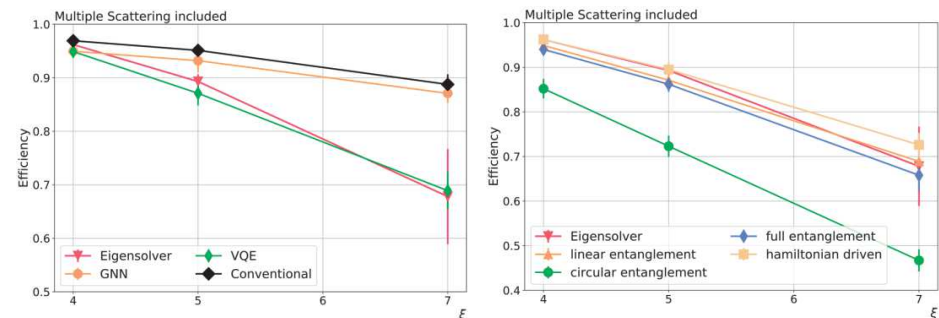 Multiple Scattering included
1.0
0.9
0.8
0.7
0.6
0.5
Efficiency
Eigensolver
GNN
VQE
Conventional
4
5
6
7
ξ
Multiple Scattering included
1.0
0.9
0.8
0.7
0.6
0.5
0.4
Efficiency
Eigensolver
linear entanglement
circular entanglement
full entanglement
hamiltonian driven
4
5
6
7
ξ